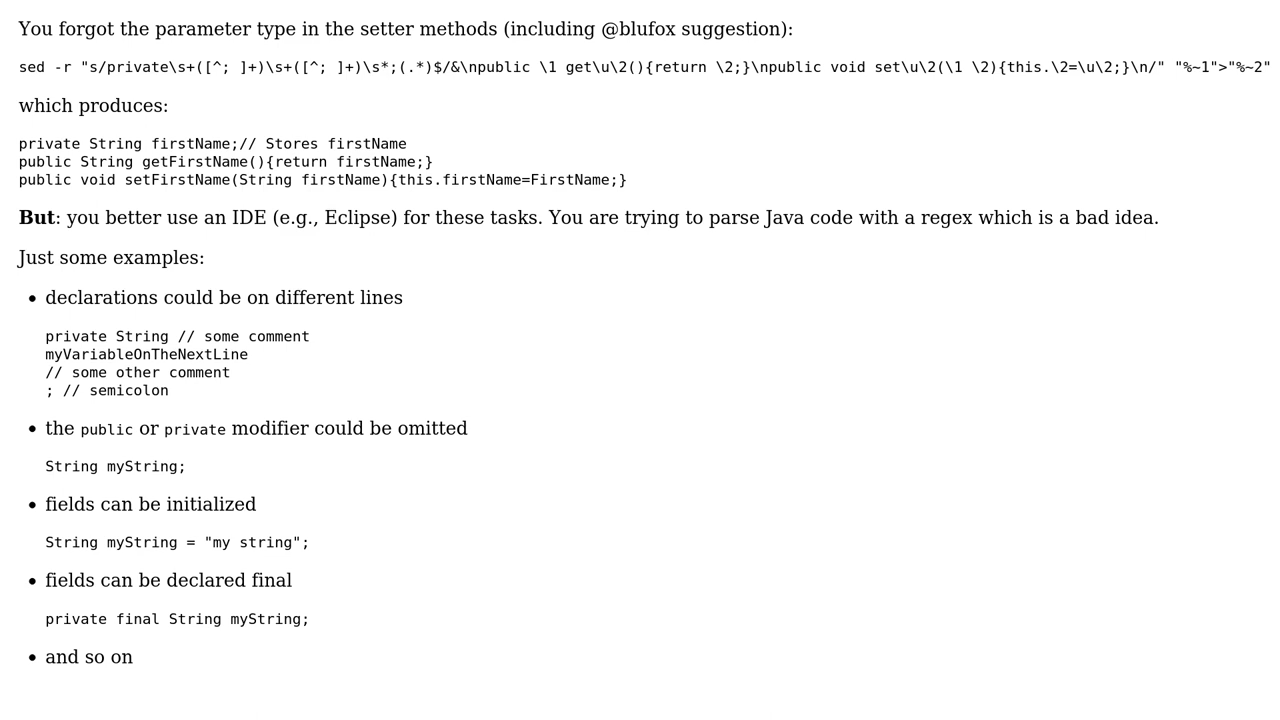 You forgot the parameter type in the setter methods (including @blufox suggestion):
sed -r "s/private\s+([^; ]+)\s+([^; ]+)\s*;(.*)$/&\npublic \1 get\u\2(){return \2;}\npublic void set\u\2(\1 \2){this.\2=\u\2;}\n/" "%~1">"%~2"
which produces:
private String firstName;// Stores firstName
public String getFirstName(){return firstName;}
public void setFirstName(String firstName){this.firstName=FirstName;}
But: you better use an IDE (e.g., Eclipse) for these tasks. You are trying to parse Java code with a regex which is a bad idea.
Just some examples:
• declarations could be on different lines
private String // some comment
myVariableOnTheNextLine
// some other comment
; // semicolon
• the public or private modifier could be omitted
String myString;
• fields can be initialized
String myString = "my string";
• fields can be declared final
private final String myString;
• and so on